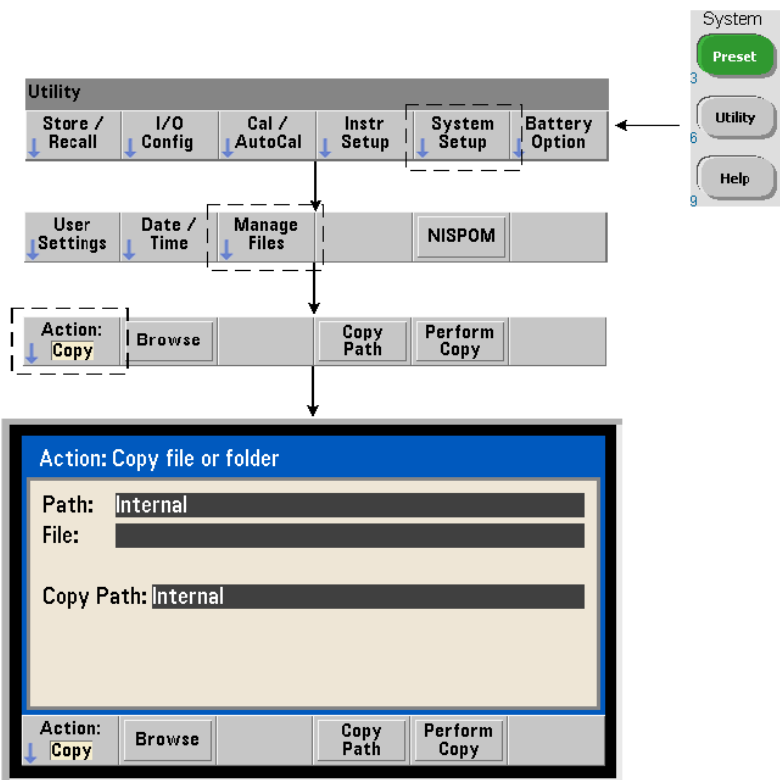 System
Preset
3
Utility
6
Help
9
Utility
Store / Recall
I/O Config
Cal / AutoCal
Instr Setup
System Setup
Battery Option
User Settings
Date / Time
Manage Files
NISPOM
Action: Copy
Browse
Copy Path
Perform Copy
Action: Copy file or folder
Path: Internal
File:
Copy Path: Internal
Action: Copy
Browse
Copy Path
Perform Copy